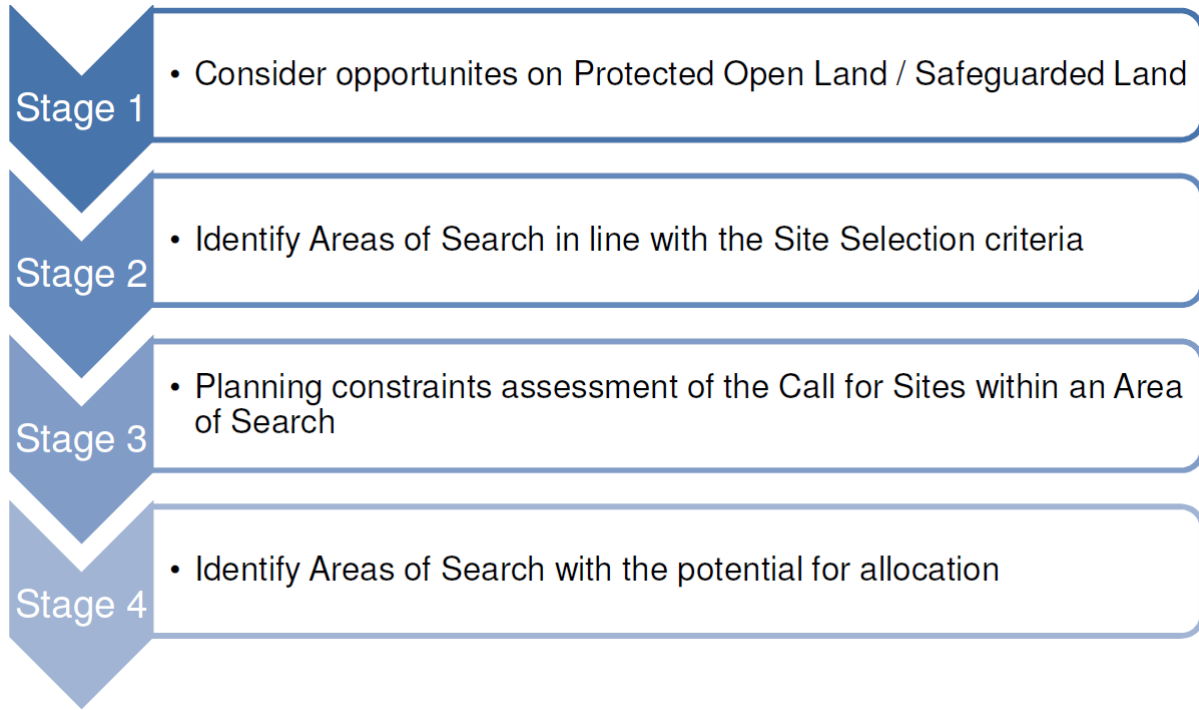 Stage 1
• Consider opportunites on Protected Open Land / Safeguarded Land
Stage 2
• Identify Areas of Search in line with the Site Selection criteria
Stage 3
• Planning constraints assessment of the Call for Sites within an Area
of Search
Stage 4
• Identify Areas of Search with the potential for allocation